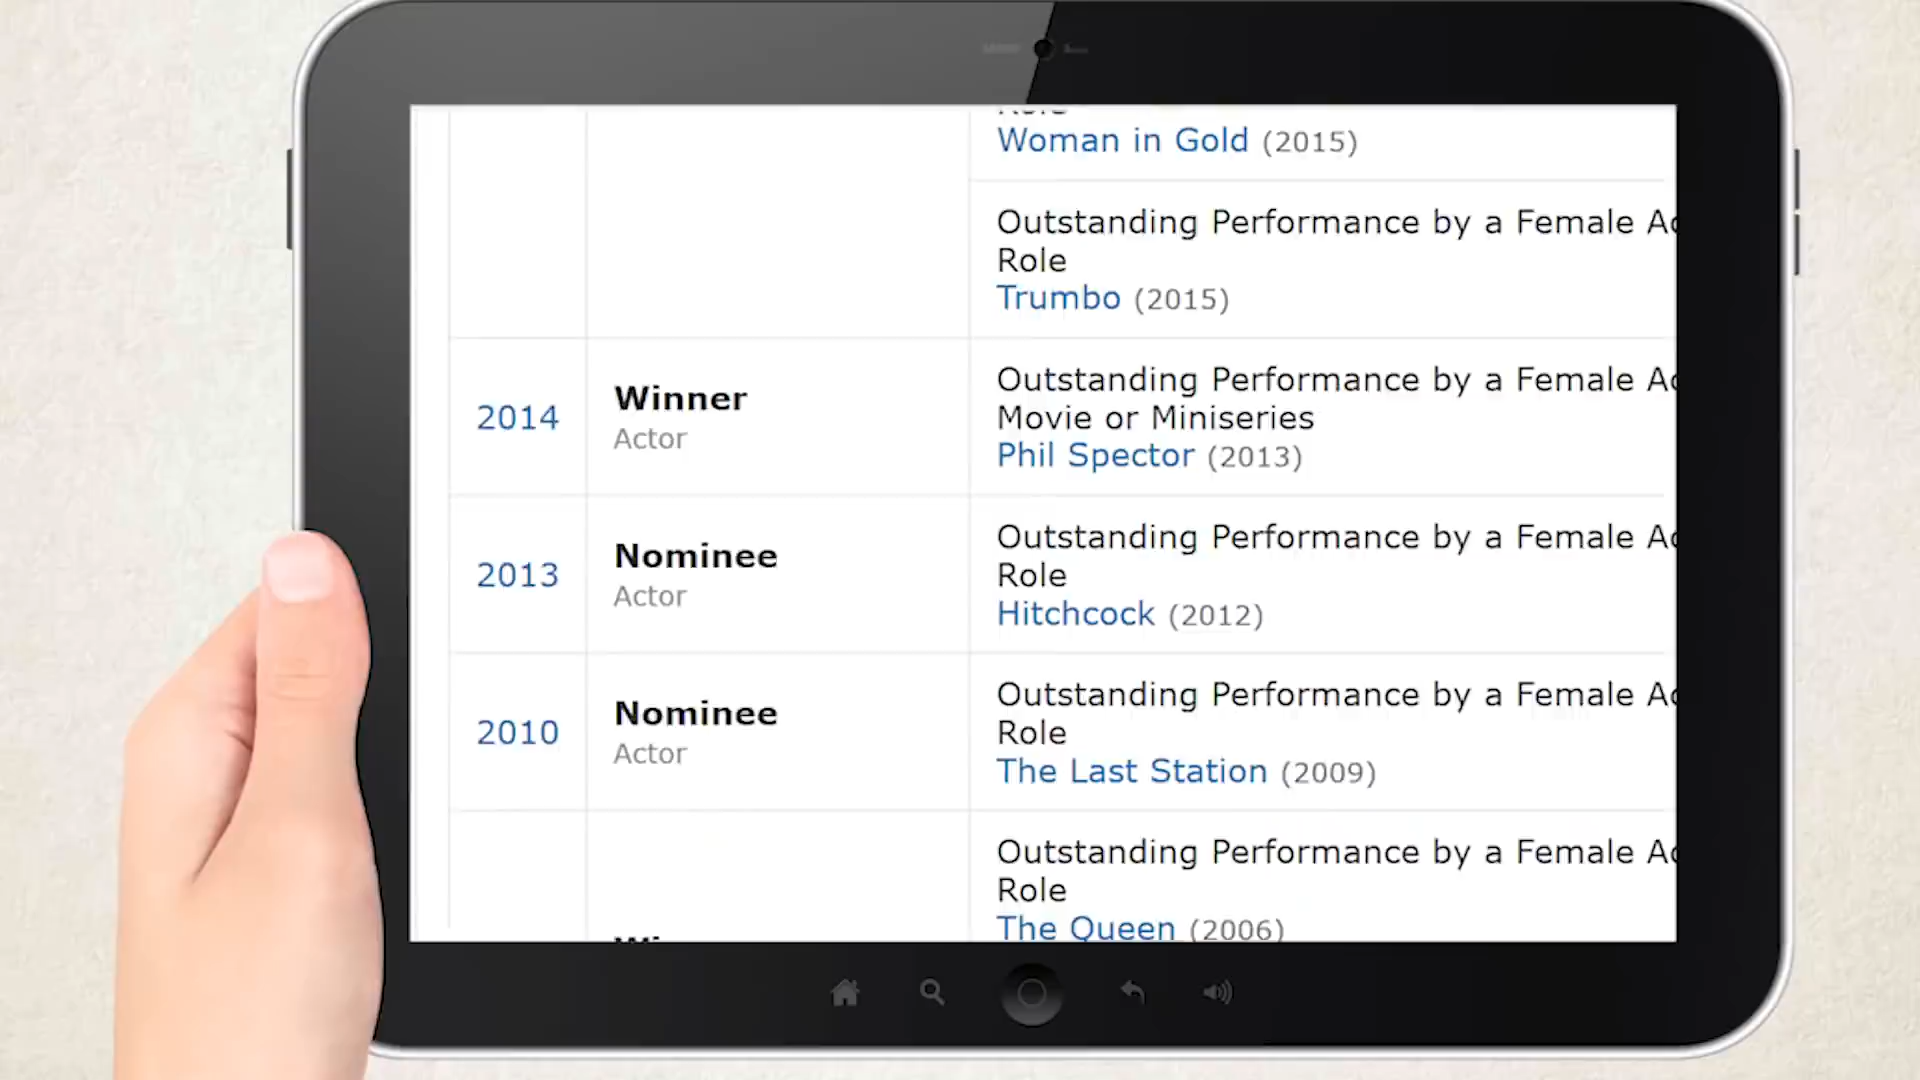 Woman in Gold (2015)
Outstanding Performance by a Female
Role
Trumbo (2015)
2014
Winner
Actor
Outstanding Performance by a Female
Movie or Miniseries
Phil Spector (2013)
2013
Nominee
Actor
Outstanding Performance by a Female
Role
Hitchcock (2012)
2010
Nominee
Actor
Outstanding Performance by a Female
Role
The Last Station (2009)
Outstanding Performance by a Female
Role
The Queen (2006)